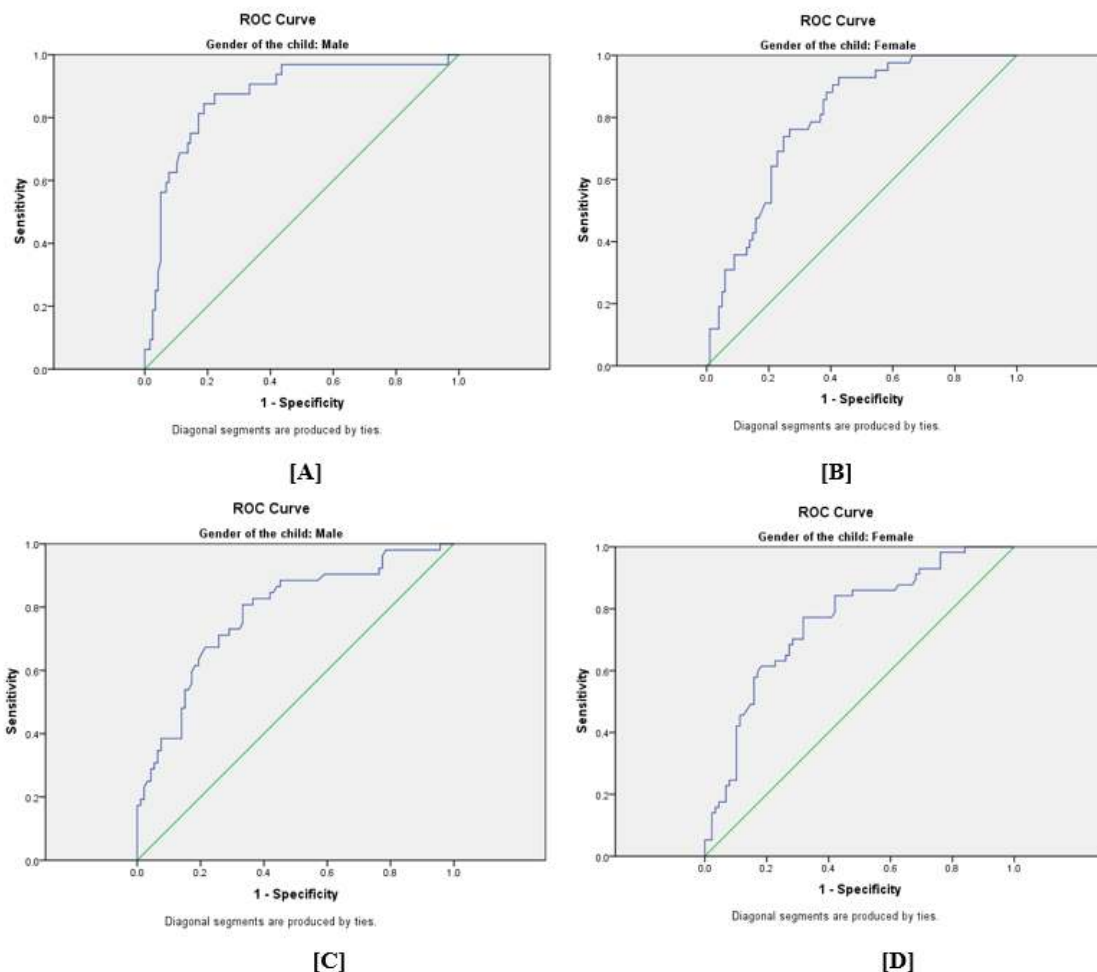 ROC Curve
Gender of the child: Male
1.0
0.8
0.6
0.4
0.2
0.0
Sensitivity
0.0 0.2 0.4 0.6 0.8 1.0
1 - Specificity
Diagonal segments are produced by ties.
[A]
ROC Curve
Gender of the child: Female
1.0
0.8
0.6
0.4
0.2
0.0
Sensitivity
0.0 0.2 0.4 0.6 0.8 1.0
1 - Specificity
Diagonal segments are produced by ties.
[B]
ROC Curve
Gender of the child: Male
1.0
0.8
0.6
0.4
0.2
0.0
Sensitivity
0.0 0.2 0.4 0.6 0.8 1.0
1 - Specificity
Diagonal segments are produced by ties.
[C]
ROC Curve
Gender of the child: Female
1.0
0.8
0.6
0.4
0.2
0.0
Sensitivity
0.0 0.2 0.4 0.6 0.8 1.0
1 - Specificity
Diagonal segments are produced by ties.
[D]